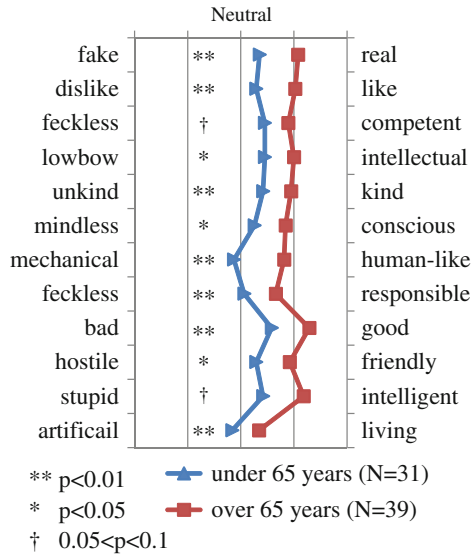 Neutral
fake ** real
dislike ** like
feckless † competent
lowbow * intellectual
unkind ** kind
mindless * conscious
mechanical ** human-like
feckless ** responsible
bad ** good
hostile * friendly
stupid † intelligent
artificail ** living
** p<0.01 under 65 years (N=31)
* p<0.05 over 65 years (N=39)
† 0.05<p<0.1